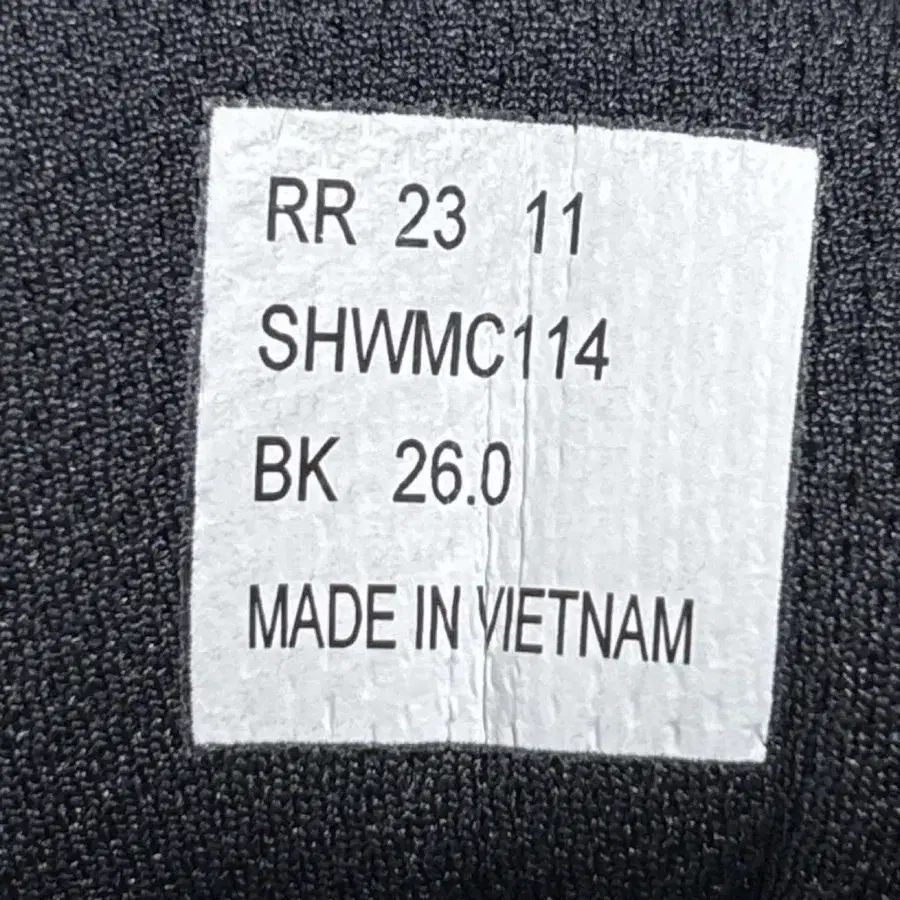 RR 23 11
SHWMC114
BK 26.0
MADE IN VIETNAM